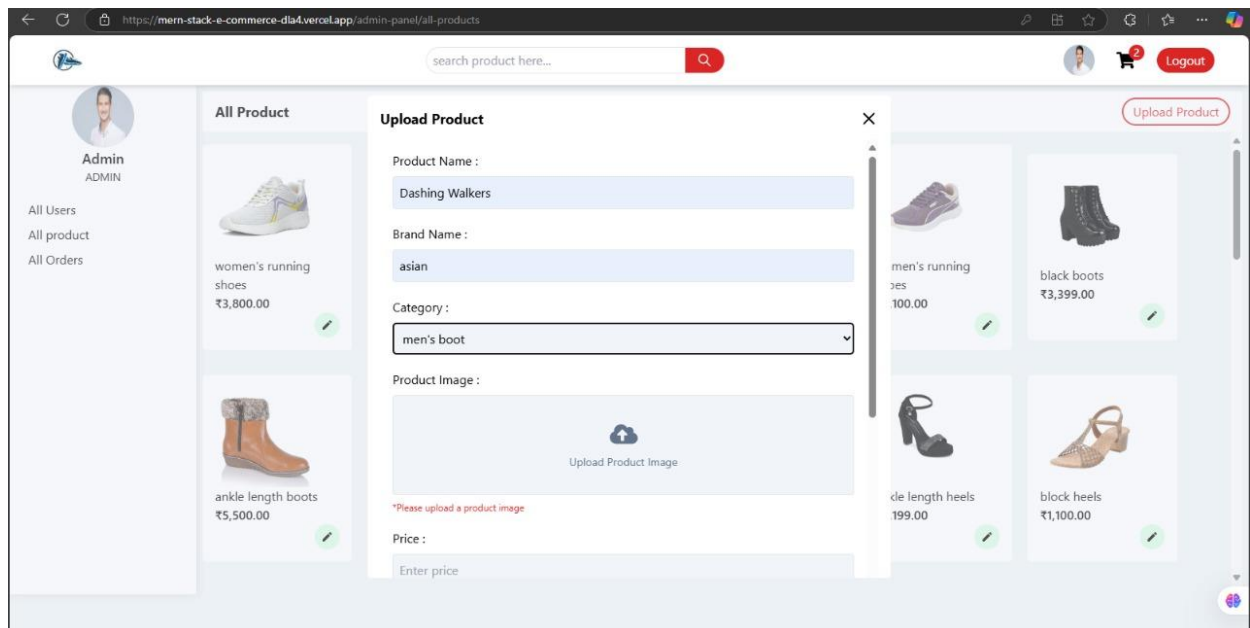 https://mern-stack-e-commerce-dla4.vercel.app/admin-panel/all-products
search product here...
2
Logout
Admin
ADMIN
All Users
All product
All Orders
All Product
Upload Product
women's running
shoes
₹3,800.00
ankle length boots
₹5,500.00
Upload Product
Product Name :
Dashing Walkers
Brand Name :
asian
Category :
men's boot
Product Image :
Upload Product Image
*Please upload a product image
Price :
Enter price
men's running
oes
100.00
black boots
₹3,399.00
kle length heels
199.00
block heels
₹1,100.00